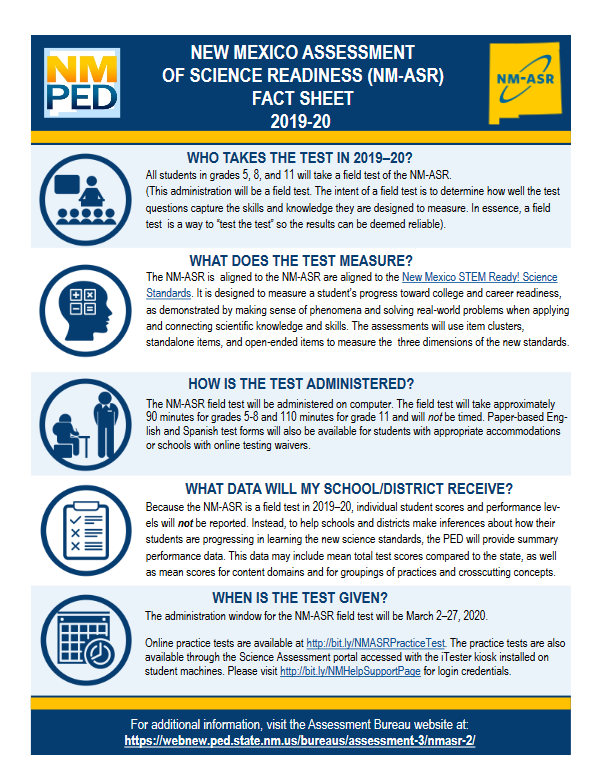 NM
PED
NEW MEXICO ASSESSMENT
OF SCIENCE READINESS (NM-ASR)
FACT SHEET
2019-20
NM-ASR
WHO TAKES THE TEST IN 2019–20?
All students in grades 5, 8, and 11 will take a field test of the NM-ASR.
(This administration will be a field test. The intent of a field test is to determine how well the test
questions capture the skills and knowledge they are designed to measure. In essence, a field
test is a way to “test the test” so the results can be deemed reliable).
WHAT DOES THE TEST MEASURE?
The NM-ASR is aligned to the NM-ASR are aligned to the New Mexico STEM Ready! Science
Standards. It is designed to measure a student's progress toward college and career readiness,
as demonstrated by making sense of phenomena and solving real-world problems when applying
and connecting scientific knowledge and skills. The assessments will use item clusters,
standalone items, and open-ended items to measure the three dimensions of the new standards.
HOW IS THE TEST ADMINISTERED?
The NM-ASR field test will be administered on computer. The field test will take approximately
90 minutes for grades 5-8 and 110 minutes for grade 11 and will not be timed. Paper-based Eng-
lish and Spanish test forms will also be available for students with appropriate accommodations
or schools with online testing waivers.
WHAT DATA WILL MY SCHOOL/DISTRICT RECEIVE?
Because the NM-ASR is a field test in 2019–20, individual student scores and performance lev-
els will not be reported. Instead, to help schools and districts make inferences about how their
students are progressing in learning the new science standards, the PED will provide summary
performance data. This data may include mean total test scores compared to the state, as well
as mean scores for content domains and for groupings of practices and crosscutting concepts.
WHEN IS THE TEST GIVEN?
The administration window for the NM-ASR field test will be March 2–27, 2020.
Online practice tests are available at http://bit.ly/NMASRPracticeTest. The practice tests are also
available through the Science Assessment portal accessed with the iTester kiosk installed on
student machines. Please visit http://bit.ly/NMHelpSupportPage for login credentials.
For additional information, visit the Assessment Bureau website at:
https://webnew.ped.state.nm.us/bureaus/assessment-3/nmasr-2/